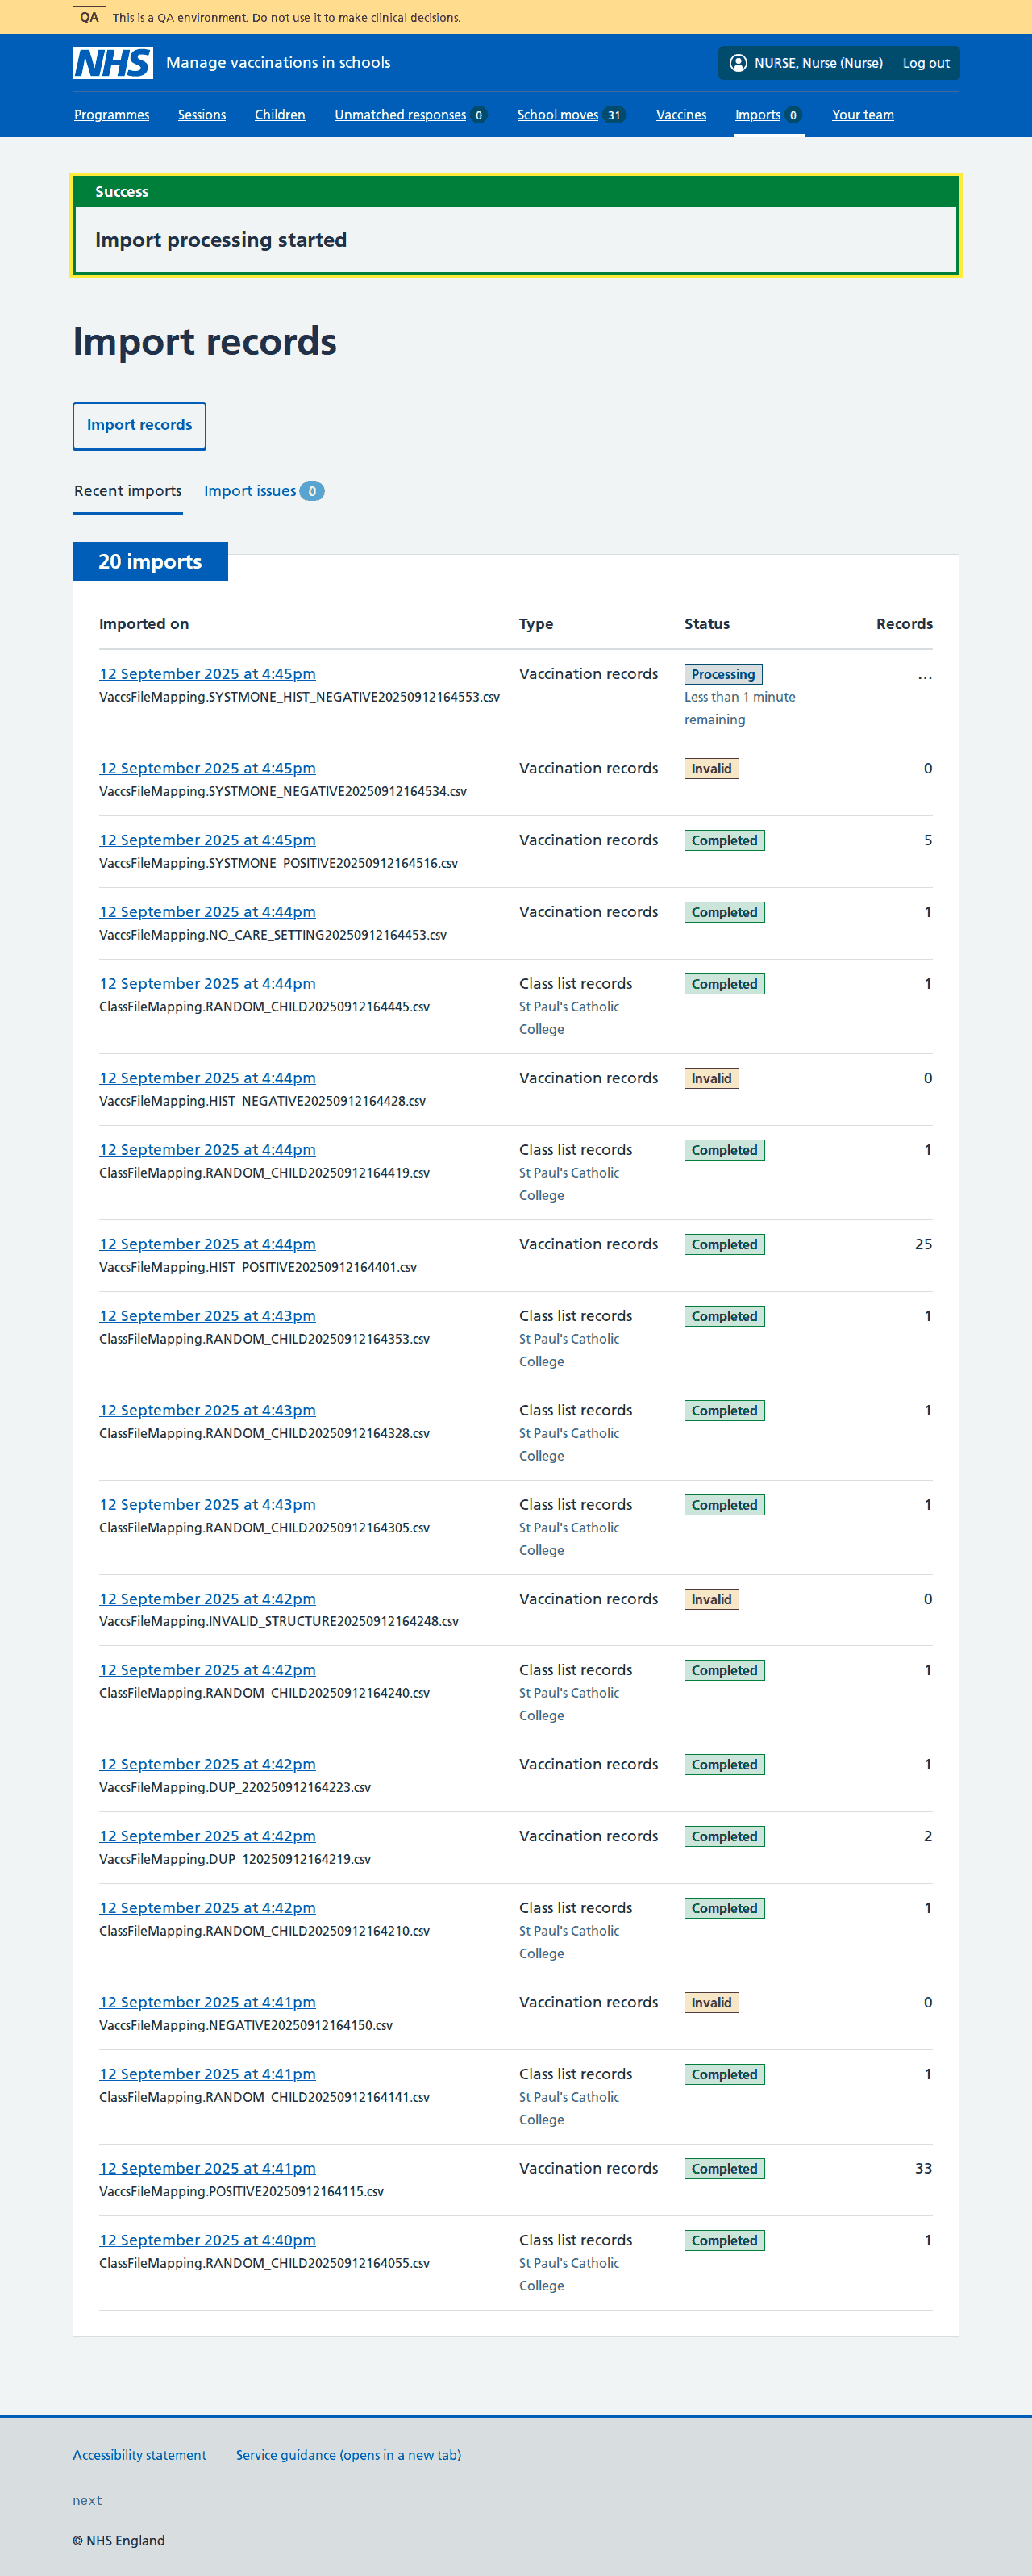 QA This is a QA environment. Do not use it to make clinical decisions.
NHS Manage vaccinations in schools NURSE, Nurse (Nurse) Log out
Programmes Sessions Children Unmatched responses 0 School moves 31 Vaccines Imports 0 Your team
Success
Import processing started
Import records
Import records
Recent imports Import issues 0
20 imports
Imported on Type Status Records
12 September 2025 at 4:45pm Vaccination records Processing ...
VaccsFileMapping.SYSTMONE_HIST_NEGATIVE20250912164553.csv Less than 1 minute
remaining
12 September 2025 at 4:45pm Vaccination records Invalid 0
VaccsFileMapping.SYSTMONE_NEGATIVE20250912164534.csv
12 September 2025 at 4:45pm Vaccination records Completed 5
VaccsFileMapping.SYSTMONE_POSITIVE20250912164516.csv
12 September 2025 at 4:44pm Vaccination records Completed 1
VaccsFileMapping.NO_CARE_SETTING20250912164453.csv
12 September 2025 at 4:44pm Class list records Completed 1
ClassFileMapping.RANDOM_CHILD20250912164445.csv St Paul's Catholic
College
12 September 2025 at 4:44pm Vaccination records Invalid 0
VaccsFileMapping.HIST_NEGATIVE20250912164428.csv
12 September 2025 at 4:44pm Class list records Completed 1
ClassFileMapping.RANDOM_CHILD20250912164419.csv St Paul's Catholic
College
12 September 2025 at 4:44pm Vaccination records Completed 25
VaccsFileMapping.HIST_POSITIVE20250912164401.csv
12 September 2025 at 4:43pm Class list records Completed 1
ClassFileMapping.RANDOM_CHILD20250912164353.csv St Paul's Catholic
College
12 September 2025 at 4:43pm Class list records Completed 1
ClassFileMapping.RANDOM_CHILD20250912164328.csv St Paul's Catholic
College
12 September 2025 at 4:43pm Class list records Completed 1
ClassFileMapping.RANDOM_CHILD20250912164305.csv St Paul's Catholic
College
12 September 2025 at 4:42pm Vaccination records Invalid 0
VaccsFileMapping.INVALID_STRUCTURE20250912164248.csv
12 September 2025 at 4:42pm Class list records Completed 1
ClassFileMapping.RANDOM_CHILD20250912164240.csv St Paul's Catholic
College
12 September 2025 at 4:42pm Vaccination records Completed 1
VaccsFileMapping.DUP_220250912164223.csv
12 September 2025 at 4:42pm Vaccination records Completed 2
VaccsFileMapping.DUP_120250912164219.csv
12 September 2025 at 4:42pm Class list records Completed 1
ClassFileMapping.RANDOM_CHILD20250912164210.csv St Paul's Catholic
College
12 September 2025 at 4:41pm Vaccination records Invalid 0
VaccsFileMapping.NEGATIVE20250912164150.csv
12 September 2025 at 4:41pm Class list records Completed 1
ClassFileMapping.RANDOM_CHILD20250912164141.csv St Paul's Catholic
College
12 September 2025 at 4:41pm Vaccination records Completed 33
VaccsFileMapping.POSITIVE20250912164115.csv
12 September 2025 at 4:40pm Class list records Completed 1
ClassFileMapping.RANDOM_CHILD20250912164055.csv St Paul's Catholic
College
Accessibility statement Service guidance (opens in a new tab)
next
© NHS England